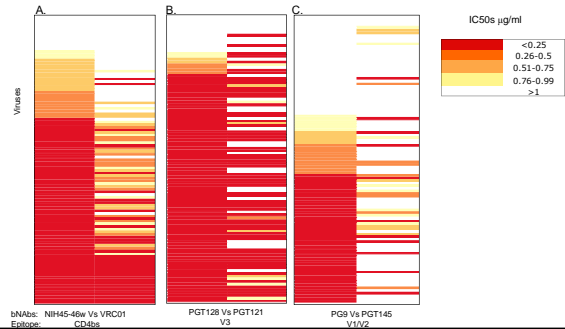 A.
B.
C.
IC50s µg/ml
<0.25
0.26-0.5
0.51-0.75
0.76-0.99
>1
Viruses
bNAbs: NIH45-46w Vs VRC01
PGT128 Vs PGT121
PG9 Vs PGT145
Epitope: CD4bs
V3
V1/V2